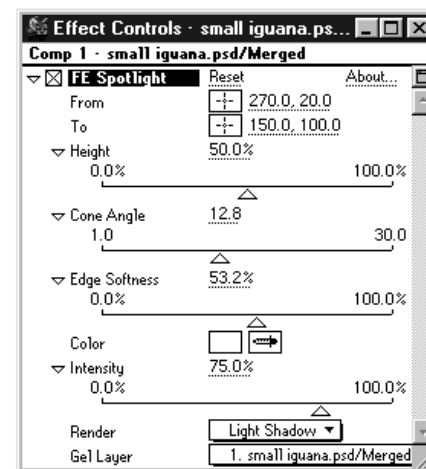 Effect Controls · small iguana.ps...
Comp 1 · small iguana.psd/Merged
FE Spotlight Reset About...
From 270.0, 20.0
To 150.0, 100.0
Height 50.0%
0.0% 100.0%
Cone Angle 12.8
1.0 30.0
Edge Softness 53.2%
0.0% 100.0%
Color
Intensity 75.0%
0.0% 100.0%
Render Light Shadow
Gel Layer 1. small iguana.psd/Merged